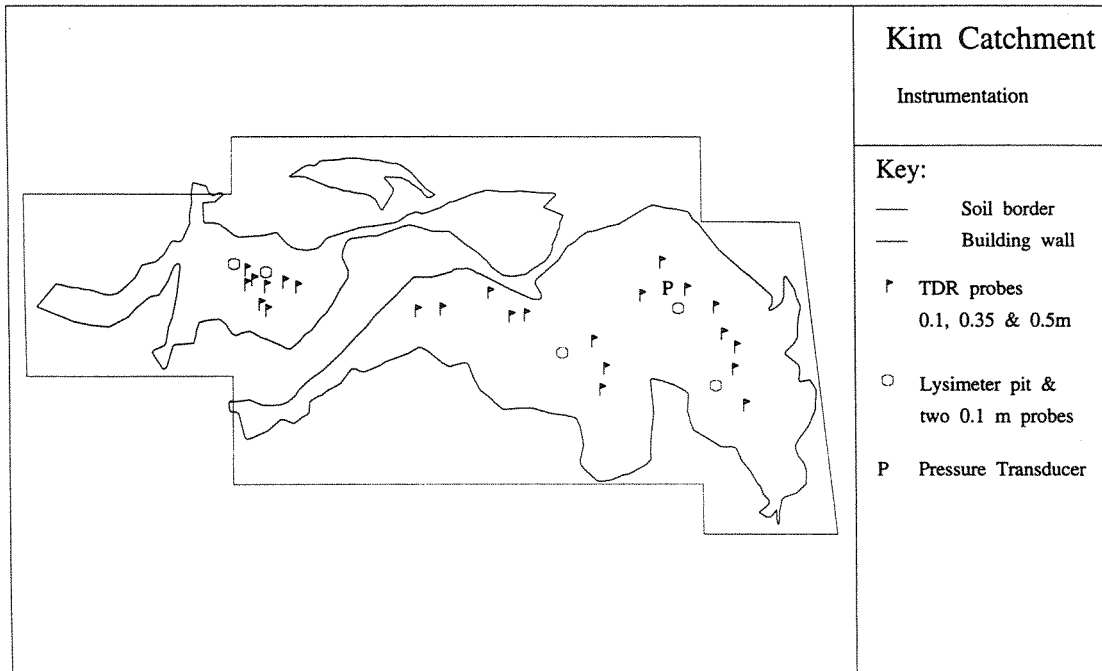 Kim Catchment
Instrumentation
Key:
Soil border
Building wall
TDR probes
0.1, 0.35 & 0.5m
Lysimeter pit &
two 0.1 m probes
P Pressure Transducer
P